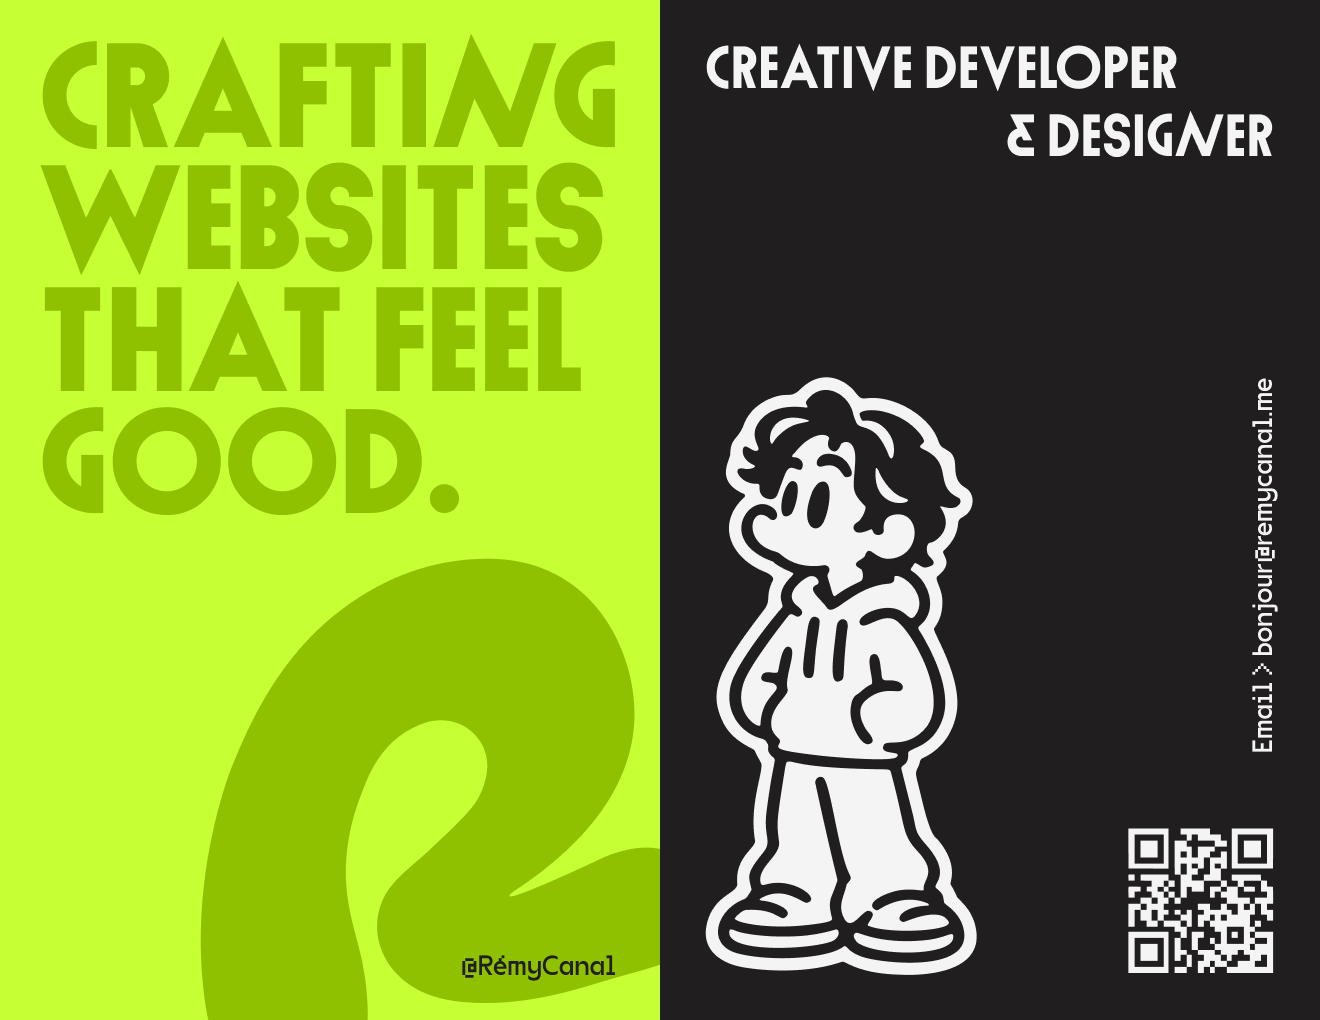 CRAFTING
WEBSITES
THAT FEEL
GOOD.
@RémyCanal
CREATIVE DEVELOPER
& DESIGNER
Email > bonjour@remycanal.me